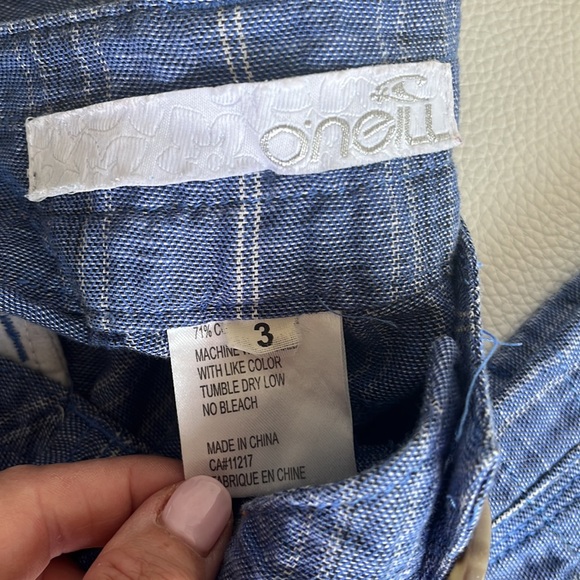 O'NEILL
3
71% C
MACHINE
WITH LIKE COLOR
TUMBLE DRY LOW
NO BLEACH
MADE IN CHINA
CA#11217
FABRIQUE EN CHINE